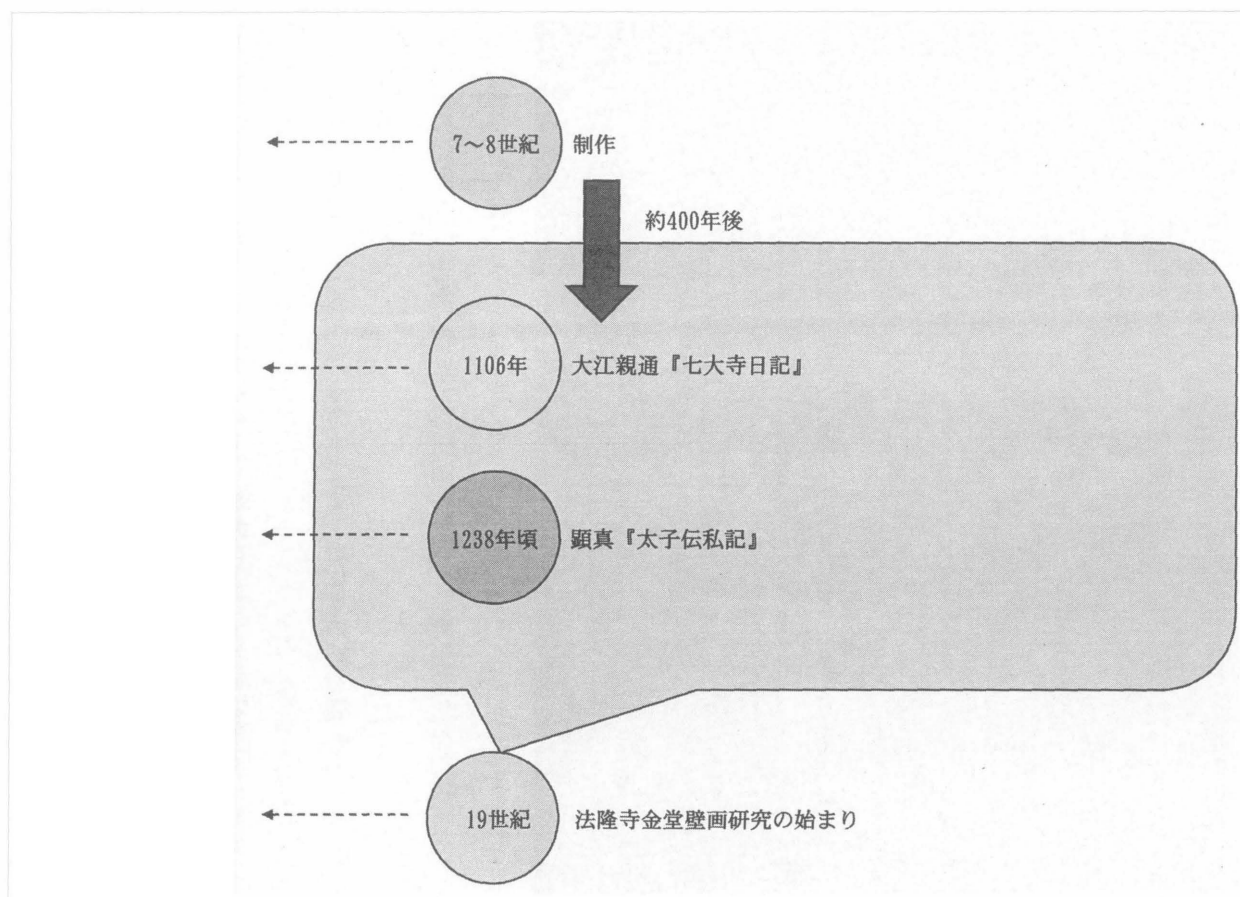 7～8世紀 制作
約400年後
1106年 大江親通『七大寺日記』
1238年頃 顕真『太子伝私記』
19世紀 法隆寺金堂壁画研究の始まり